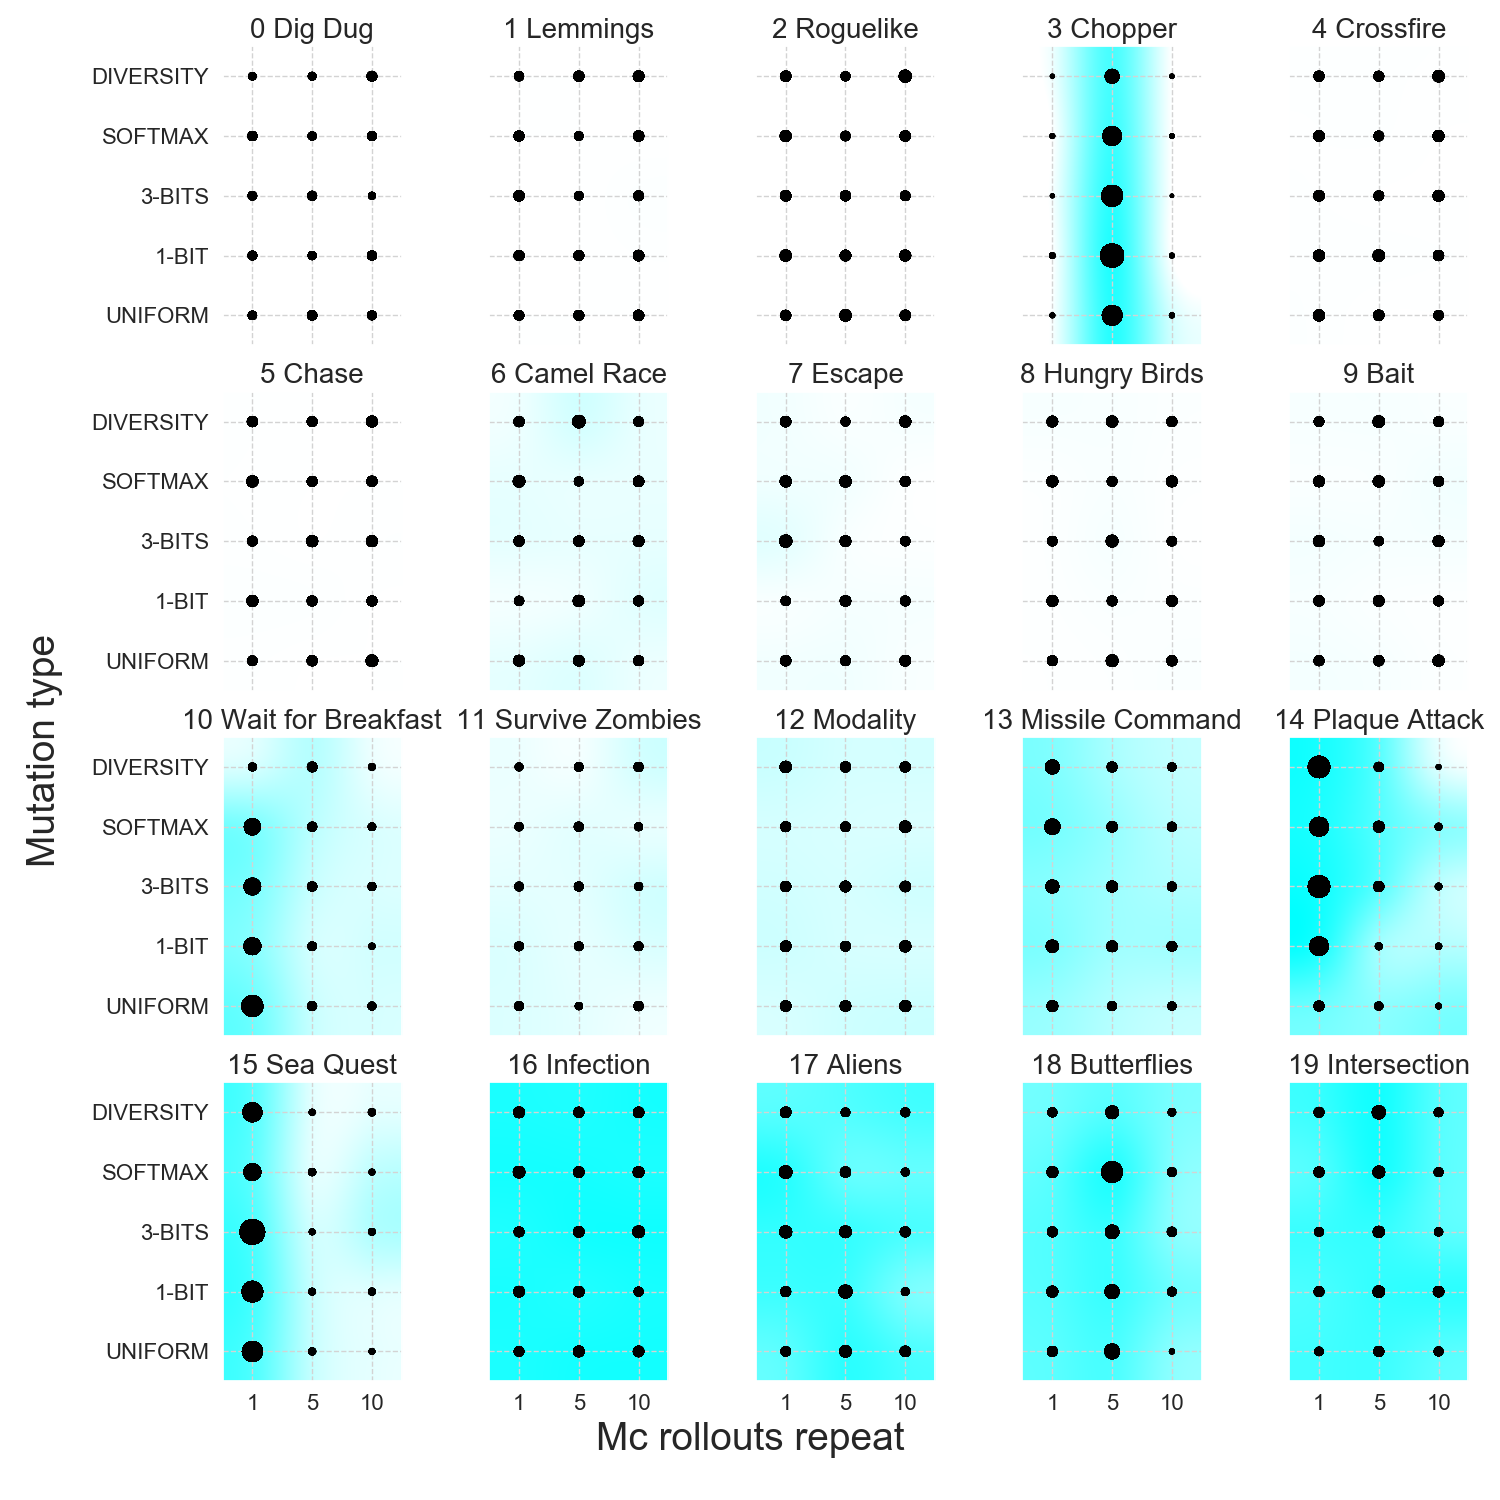 0 Dig Dug
1 Lemmings
2 Roguelike
3 Chopper
4 Crossfire
DIVERSITY
SOFTMAX
3-BITS
1-BIT
UNIFORM
5 Chase
6 Camel Race
7 Escape
8 Hungry Birds
9 Bait
DIVERSITY
SOFTMAX
3-BITS
1-BIT
UNIFORM
Mutation type
10 Wait for Breakfast
11 Survive Zombies
12 Modality
13 Missile Command
14 Plaque Attack
DIVERSITY
SOFTMAX
3-BITS
1-BIT
UNIFORM
15 Sea Quest
16 Infection
17 Aliens
18 Butterflies
19 Intersection
DIVERSITY
SOFTMAX
3-BITS
1-BIT
UNIFORM
1 5 10
1 5 10
1 5 10
1 5 10
1 5 10
Mc rollouts repeat